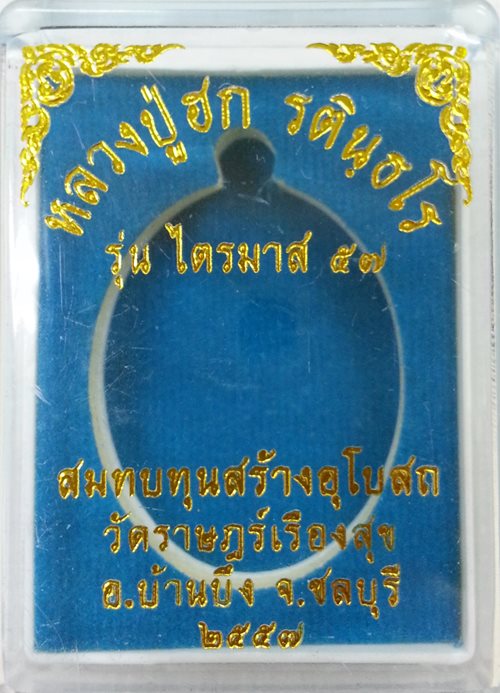 หลวงปู่ฮก รตินฺธโร
รุ่น ไตรมาส ๕๗
สมทบทุนสร้างอุโบสถ
วัดราษฎร์เรืองสุข
อ.บ้านบึง จ.ชลบุรี
๒๕๕๗